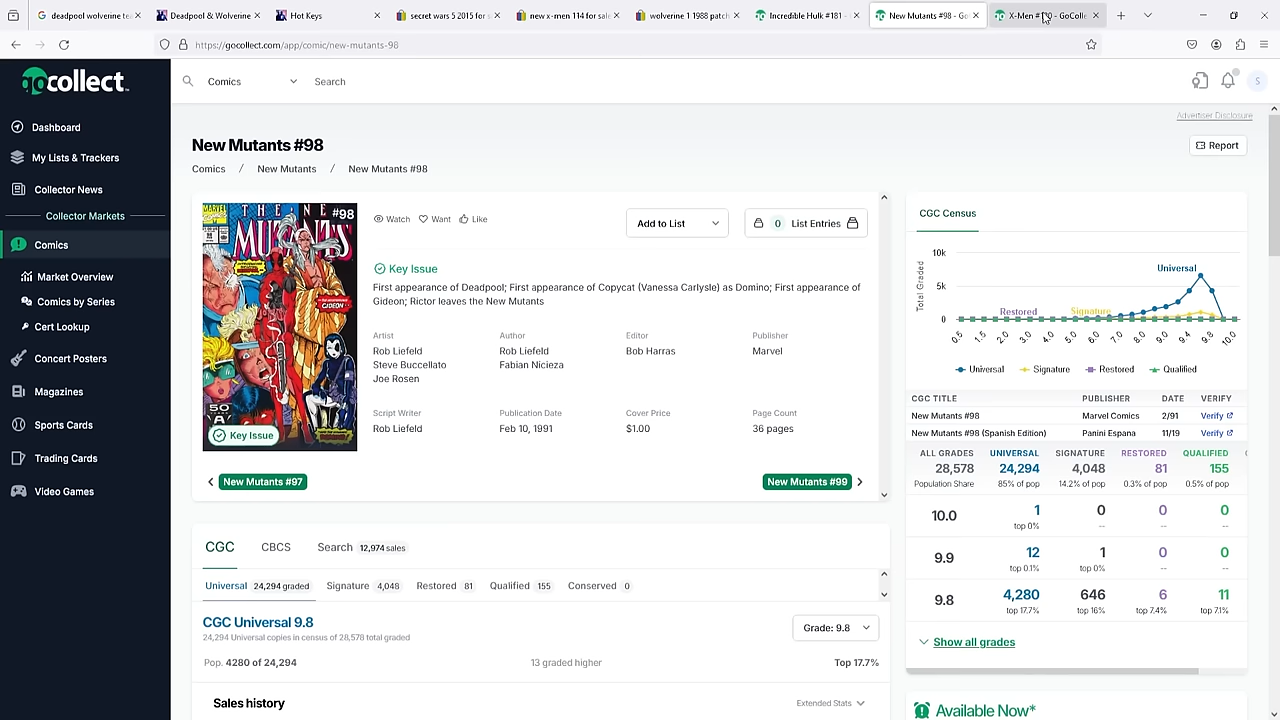 deadpool wolverine tea
Deadpool & Wolverine
Hot Keys
secret wars 5 2015 for s
new x-men 114 for sale
wolverine 1 1988 patch
Incredible Hulk #181 -
New Mutants #98 - Go
https://gocollect.com/app/comic/new-mutants-98
gocollect™
Comics
Search
S
Dashboard
My Lists & Trackers
Collector News
Collector Markets
Comics
Market Overview
Comics by Series
Cert Lookup
Concert Posters
Magazines
Sports Cards
Trading Cards
Video Games
Advertiser Disclosure
New Mutants #98
Report
Comics / New Mutants / New Mutants #98
MARVEL
THE NEW
MUTANTS
#98
GIDEON!
50
Key Issue
Watch Want Like
Add to List
0 List Entries
Key Issue
First appearance of Deadpool; First appearance of Copycat (Vanessa Carlysle) as Domino; First appearance of
Gideon; Rictor leaves the New Mutants
Artist Author Editor Publisher
Rob Liefeld Rob Liefeld Bob Harras Marvel
Steve Buccellato Fabian Nicieza
Joe Rosen
Script Writer Publication Date Cover Price Page Count
Rob Liefeld Feb 10, 1991 $1.00 36 pages
New Mutants #97
New Mutants #99
CGC CBCS Search 12,974 sales
Universal 24,294 graded Signature 4,048 Restored 81 Qualified 155 Conserved 0
CGC Universal 9.8
24,294 Universal copies in census of 28,578 total graded
Grade: 9.8
Pop. 4280 of 24,294 13 graded higher Top 17.7%
Sales history Extended Stats
CGC Census
Total Graded
10k
5k
0
Universal
Restored
Signature
0.5 1.5 2.0 3.0 4.0 5.0 6.0 7.0 8.0 9.0 9.4 9.8 10.0
Universal Signature Restored Qualified
CGC TITLE PUBLISHER DATE VERIFY
New Mutants #98 Marvel Comics 2/91 Verify
New Mutants #98 (Spanish Edition) Panini Espana 11/19 Verify
ALL GRADES UNIVERSAL SIGNATURE RESTORED QUALIFIED
28,578 24,294 4,048 81 155
Population Share 85% of pop 14.2% of pop 0.3% of pop 0.5% of pop
10.0 1 0 0 0
top 0% -- -- --
9.9 12 1 0 0
top 0.1% top 0% -- --
9.8 4,280 646 6 11
top 17.7% top 16% top 7.4% top 7.1%
Show all grades
Available Now*